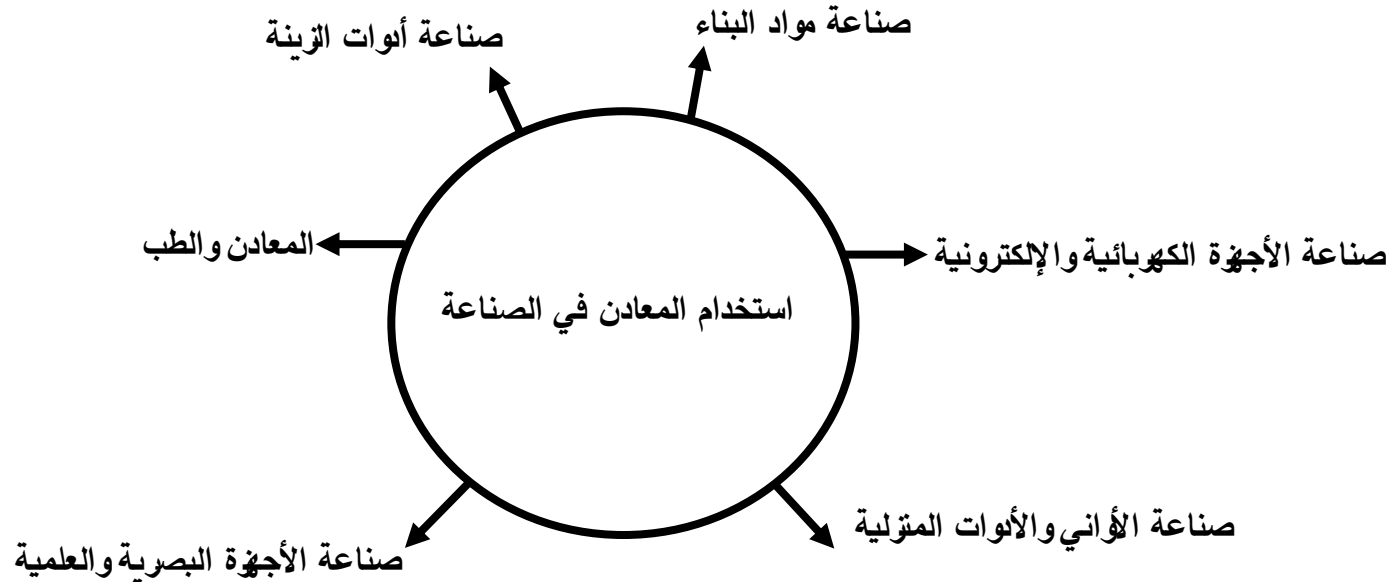 صناعة مواد البناء
صناعة أدوات الزينة
المعادن والطب
صناعة الأجهزة الكهربائية والإلكترونية
استخدام المعادن في الصناعة
صناعة الأواني والأدوات المنزلية
صناعة الأجهزة البصرية والعلمية